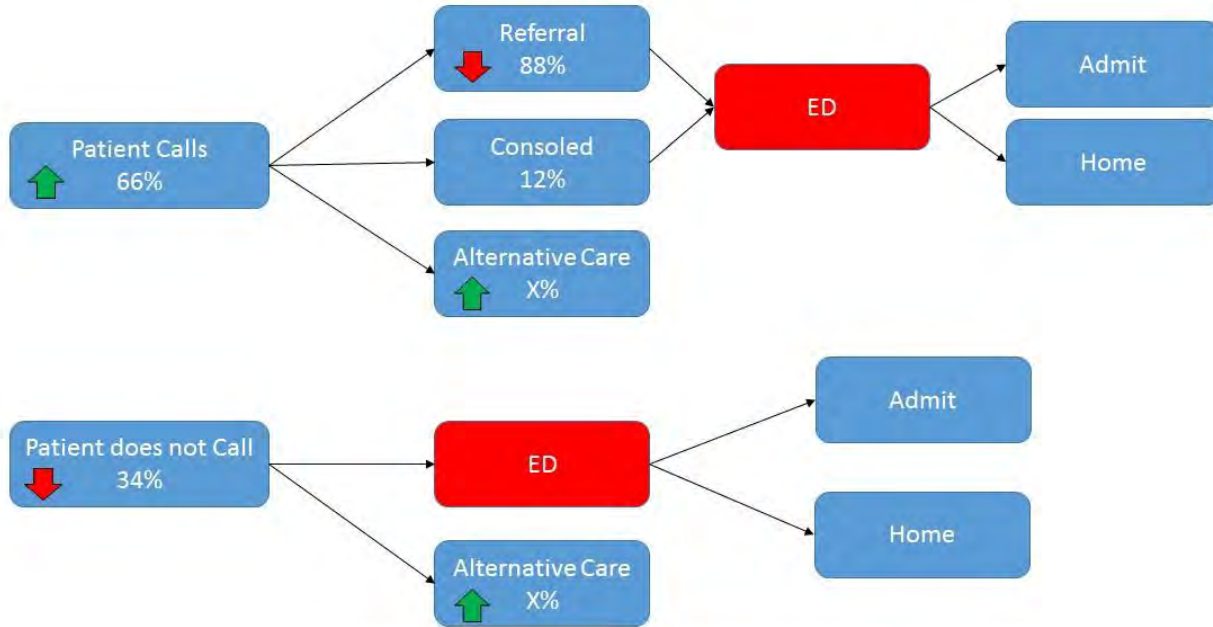 Patient Calls
66%
Referral
88%
Consoled
12%
Alternative Care
X%
ED
Admit
Home
Patient does not Call
34%
ED
Alternative Care
X%
Admit
Home